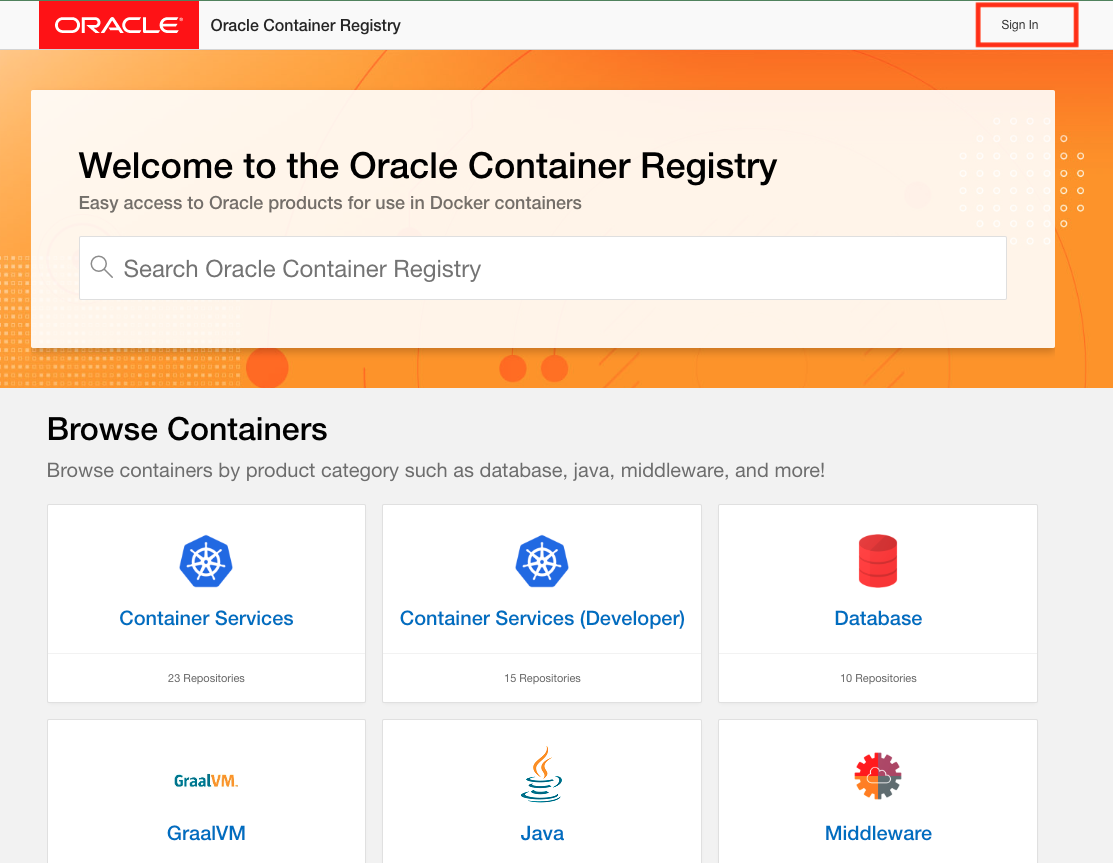 ORACLE Oracle Container Registry Sign In
Welcome to the Oracle Container Registry
Easy access to Oracle products for use in Docker containers
Search Oracle Container Registry
Browse Containers
Browse containers by product category such as database, java, middleware, and more!
Container Services Container Services (Developer) Database
23 Repositories 15 Repositories 10 Repositories
GraalVM.
GraalVM Java Middleware